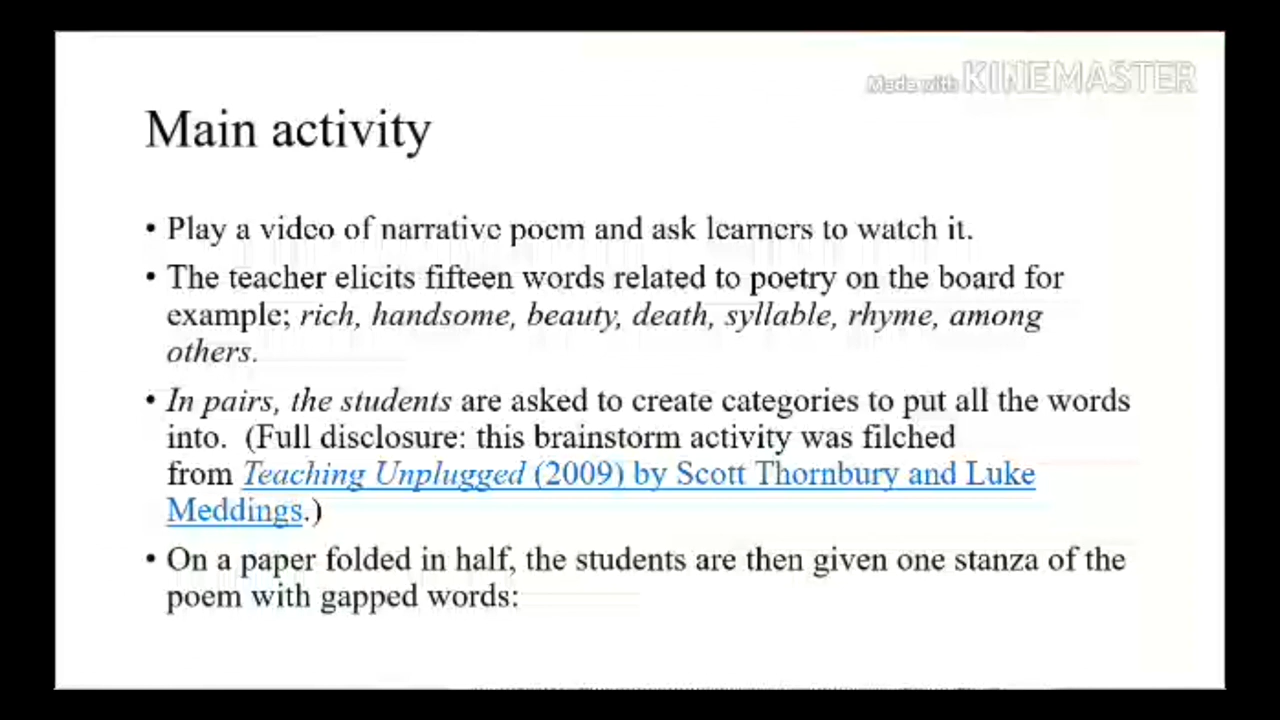 Made with KINEMASTER
Main activity
• Play a video of narrative poem and ask learners to watch it.
• The teacher elicits fifteen words related to poetry on the board for
example; rich, handsome, beauty, death, syllable, rhyme, among
others.
• In pairs, the students are asked to create categories to put all the words
into. (Full disclosure: this brainstorm activity was filched
from Teaching Unplugged (2009) by Scott Thornbury and Luke
Meddings.)
• On a paper folded in half, the students are then given one stanza of the
poem with gapped words: